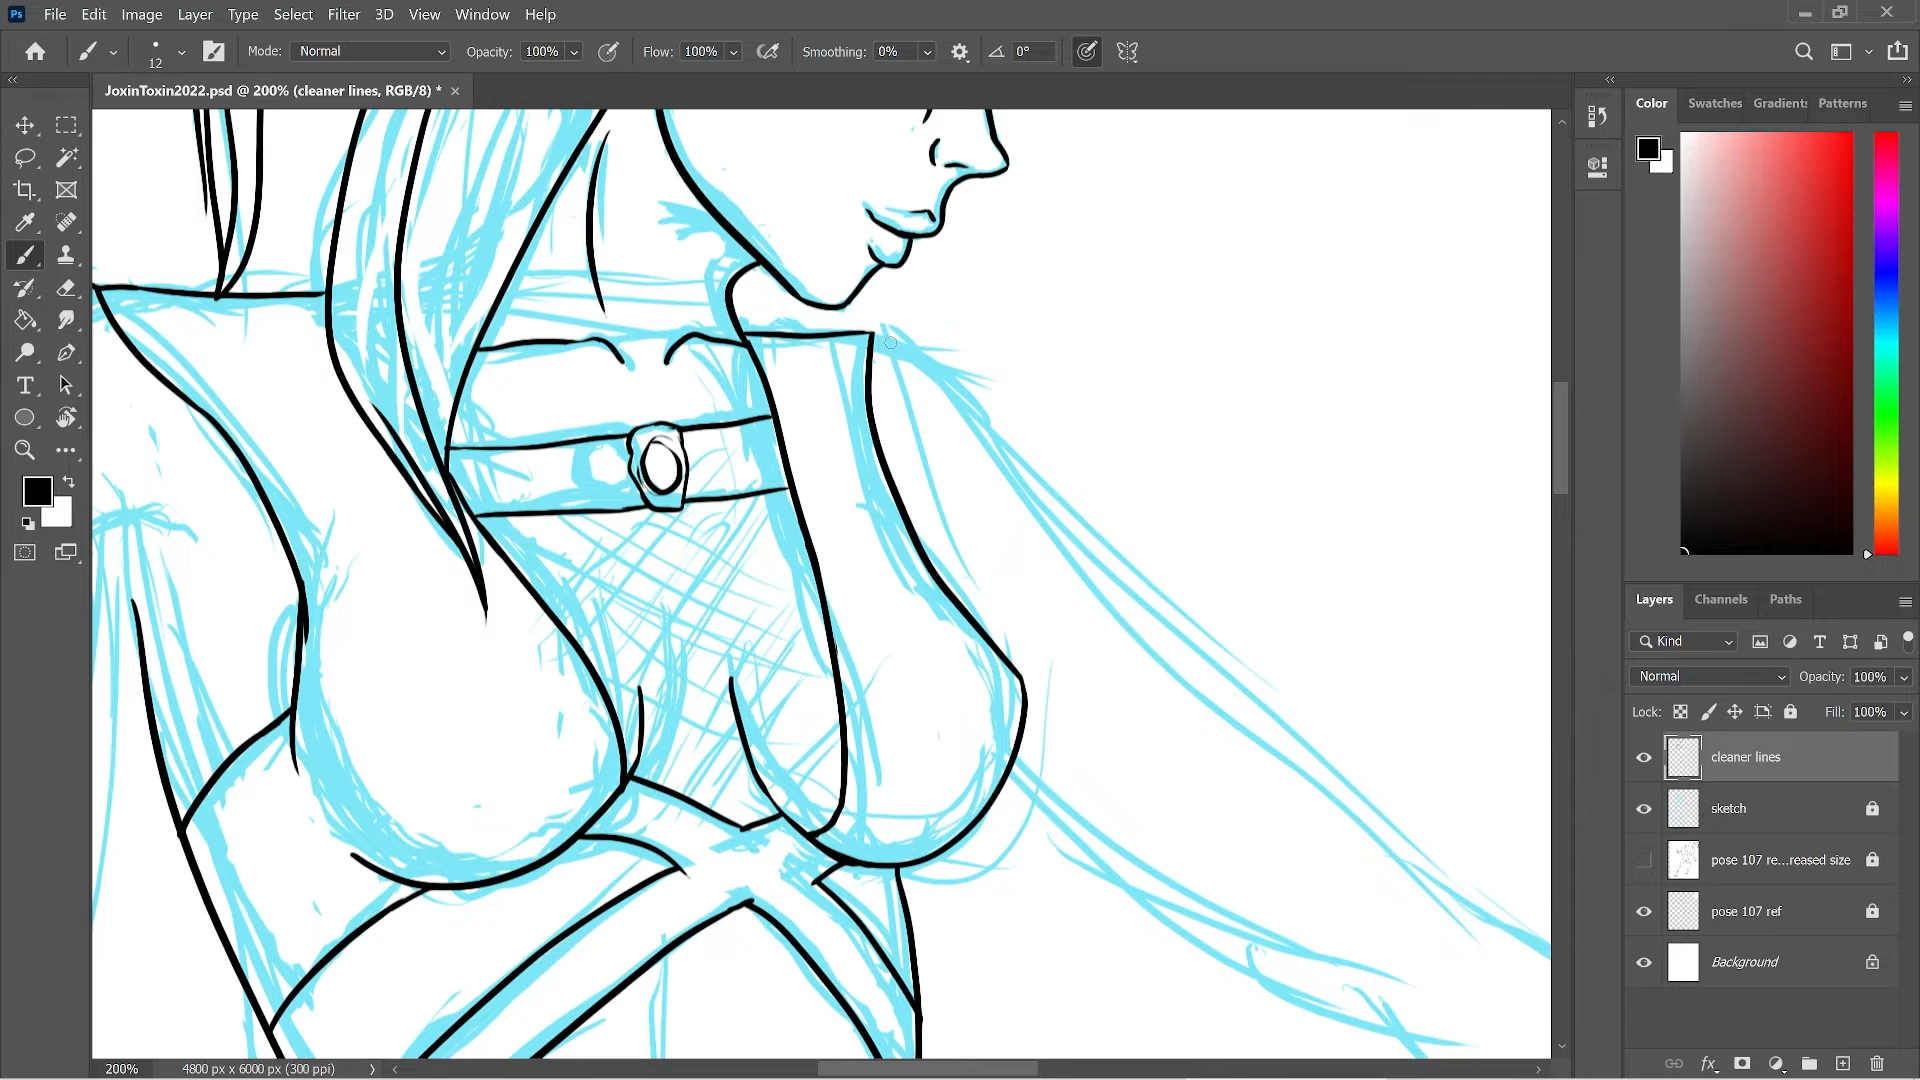 Ps File Edit Image Layer Type Select Filter 3D View Window Help
12 Mode: Normal Opacity: 100% Flow: 100% Smoothing: 0% 0°
JoxinToxin2022.psd @ 200% (cleaner lines, RGB/8) *
Color Swatches Gradients Patterns
Layers Channels Paths
Kind
Normal Opacity: 100%
Lock: Fill: 100%
cleaner lines
sketch
pose 107 re...reased size
pose 107 ref
Background
fx
200% 4800 px x 6000 px (300 ppi)